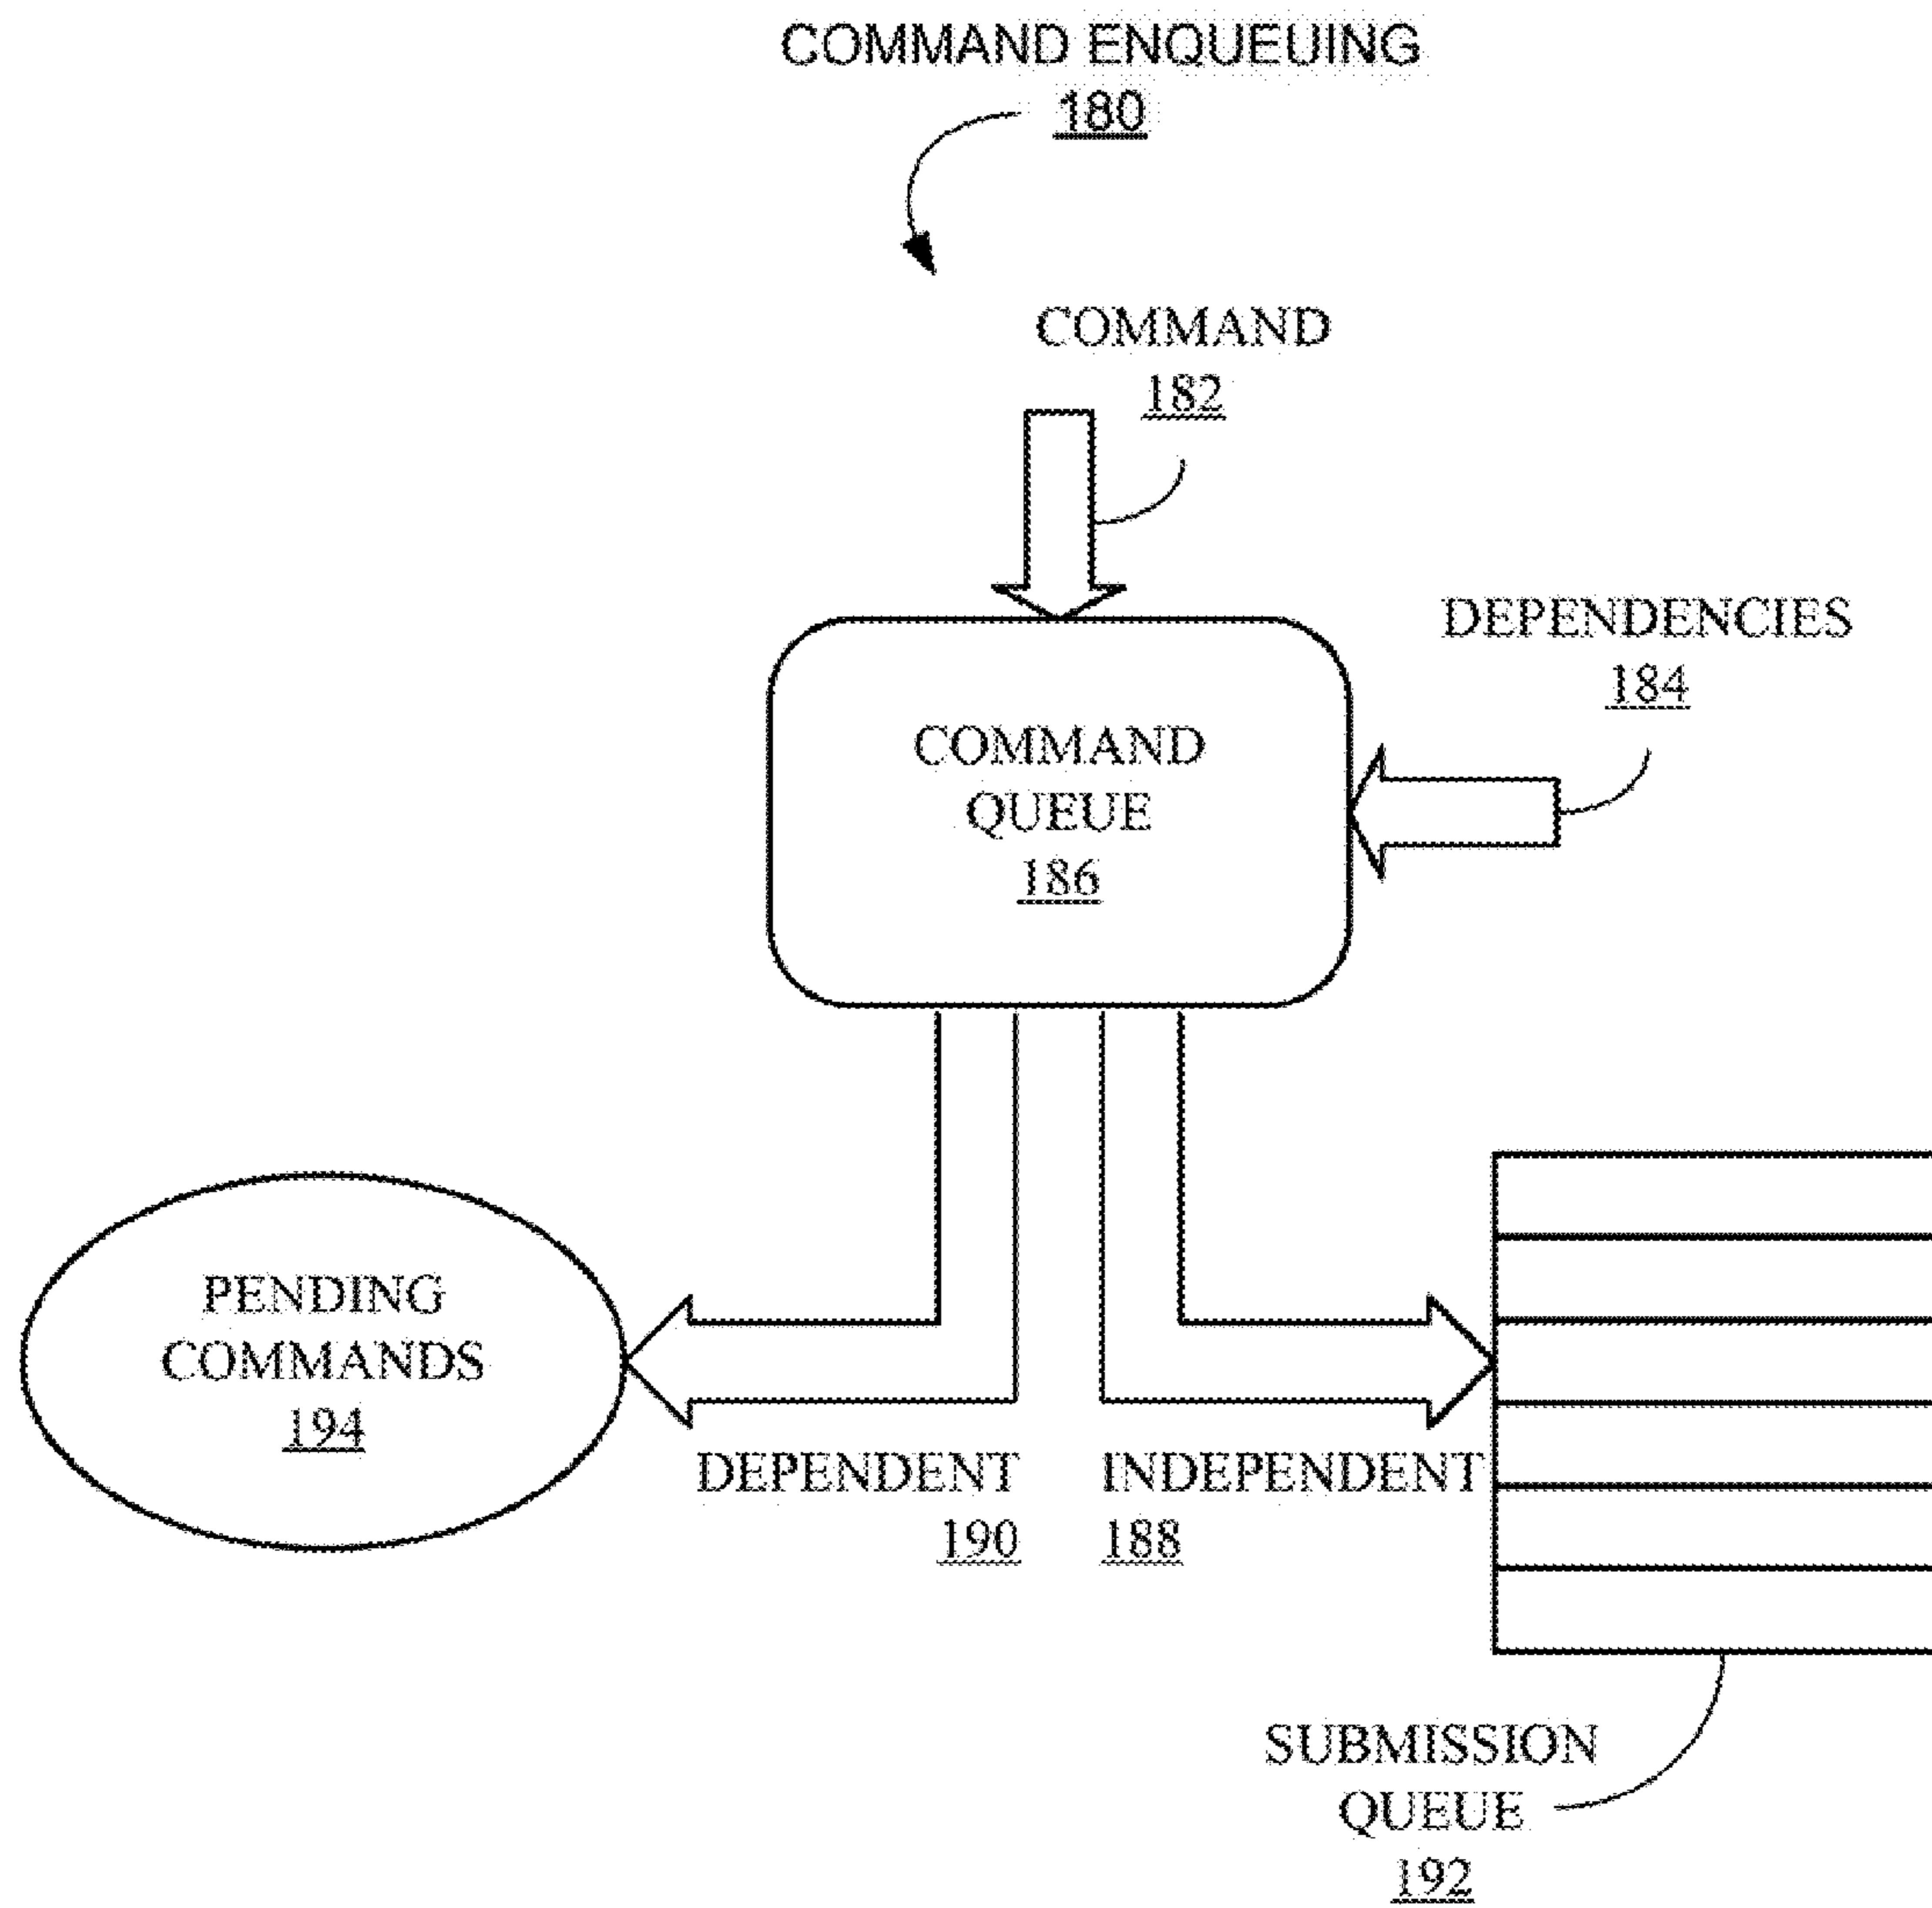 COMMAND ENQUEUING
180
COMMAND
182
DEPENDENCIES
184
COMMAND
QUEUE
186
PENDING
COMMANDS
194
DEPENDENT
190
INDEPENDENT
188
SUBMISSION
QUEUE
192